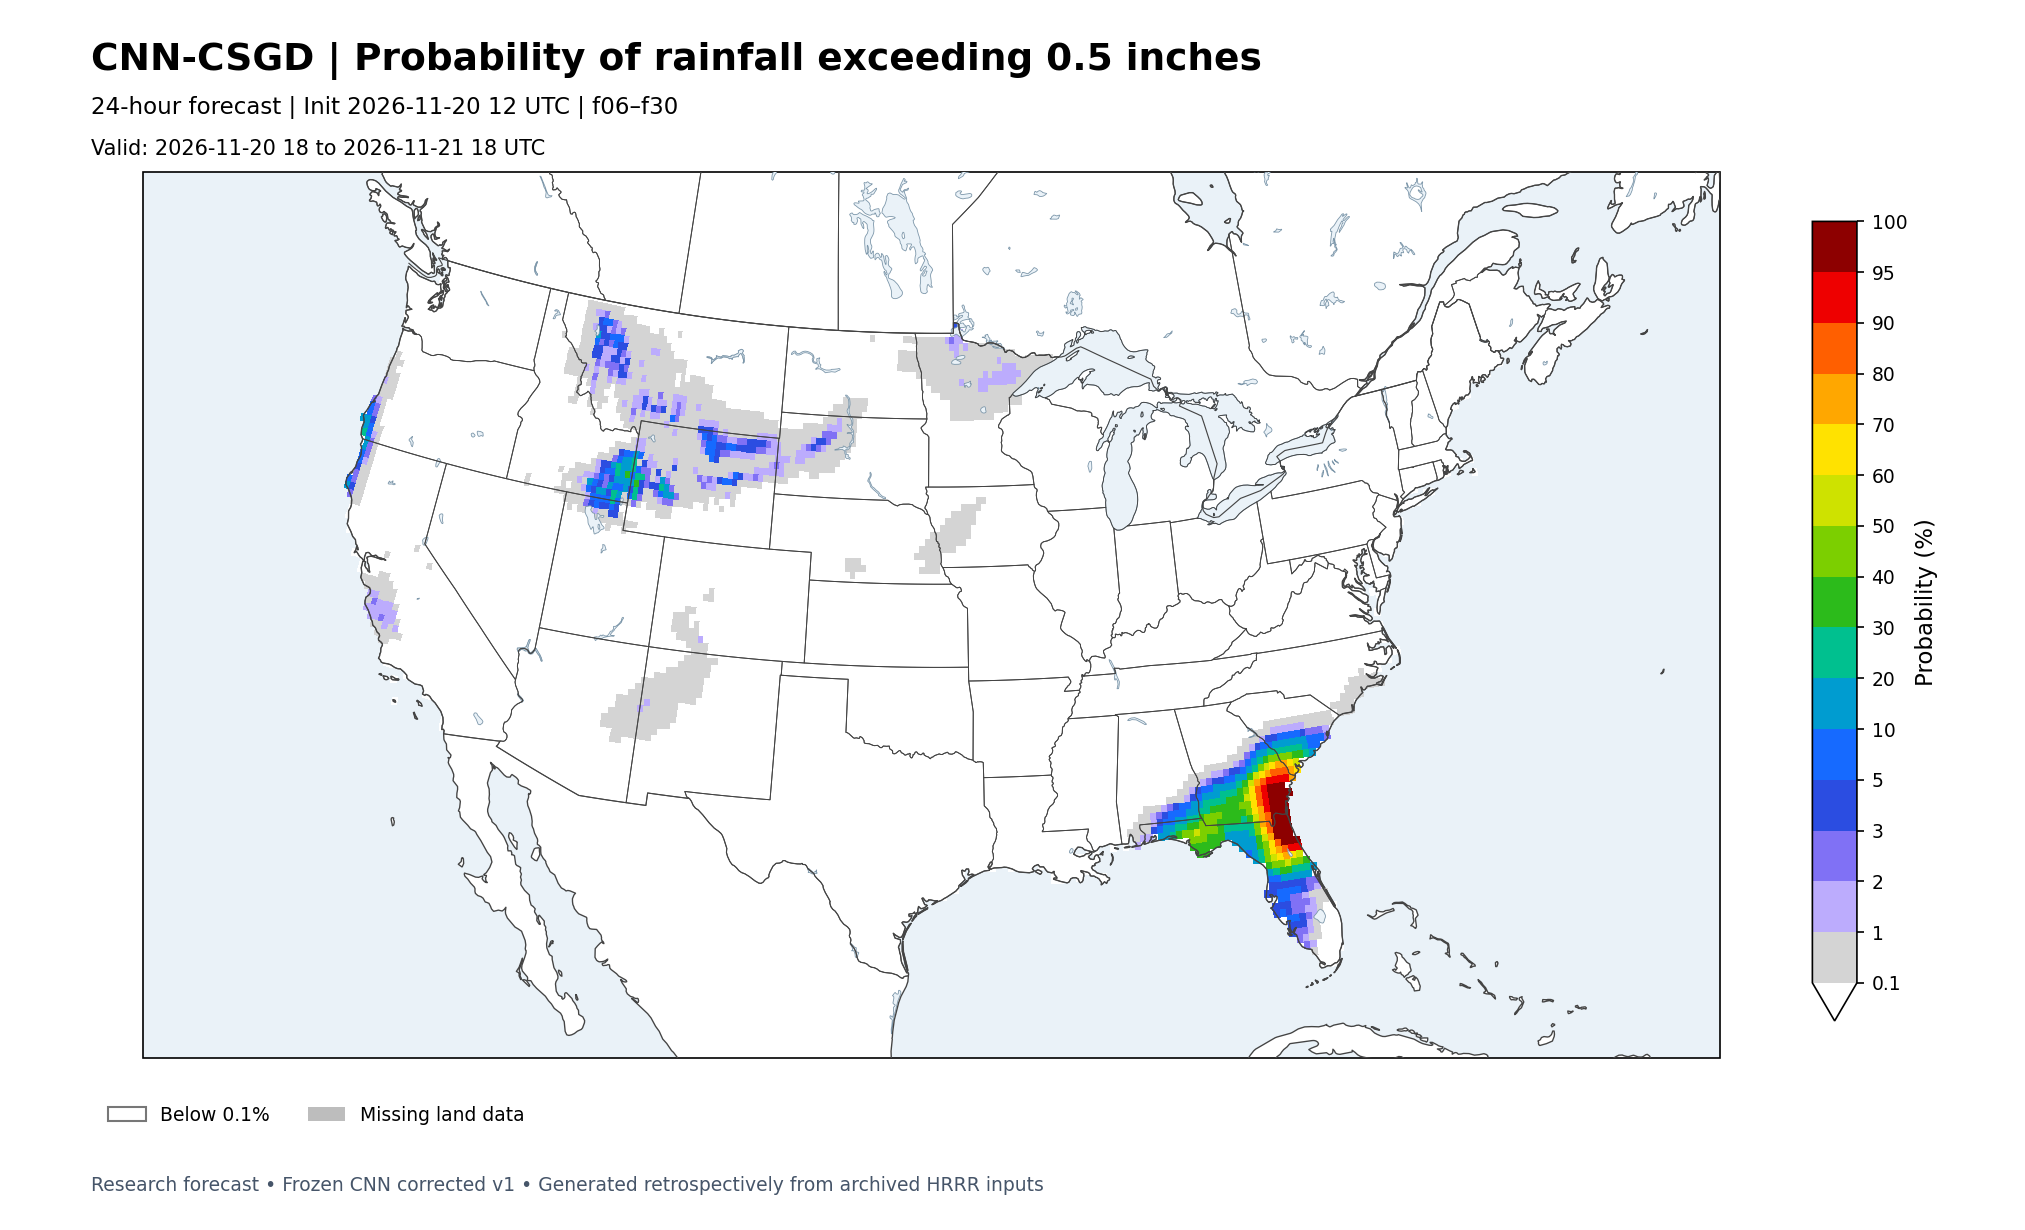 CNN-CSGD | Probability of rainfall exceeding 0.5 inches
24-hour forecast | Init 2026-11-20 12 UTC | f06–f30
Valid: 2026-11-20 18 to 2026-11-21 18 UTC
100
95
90
80
70
60
50
40
30
20
10
5
3
2
1
0.1
Probability (%)
Below 0.1%
Missing land data
Research forecast • Frozen CNN corrected v1 • Generated retrospectively from archived HRRR inputs